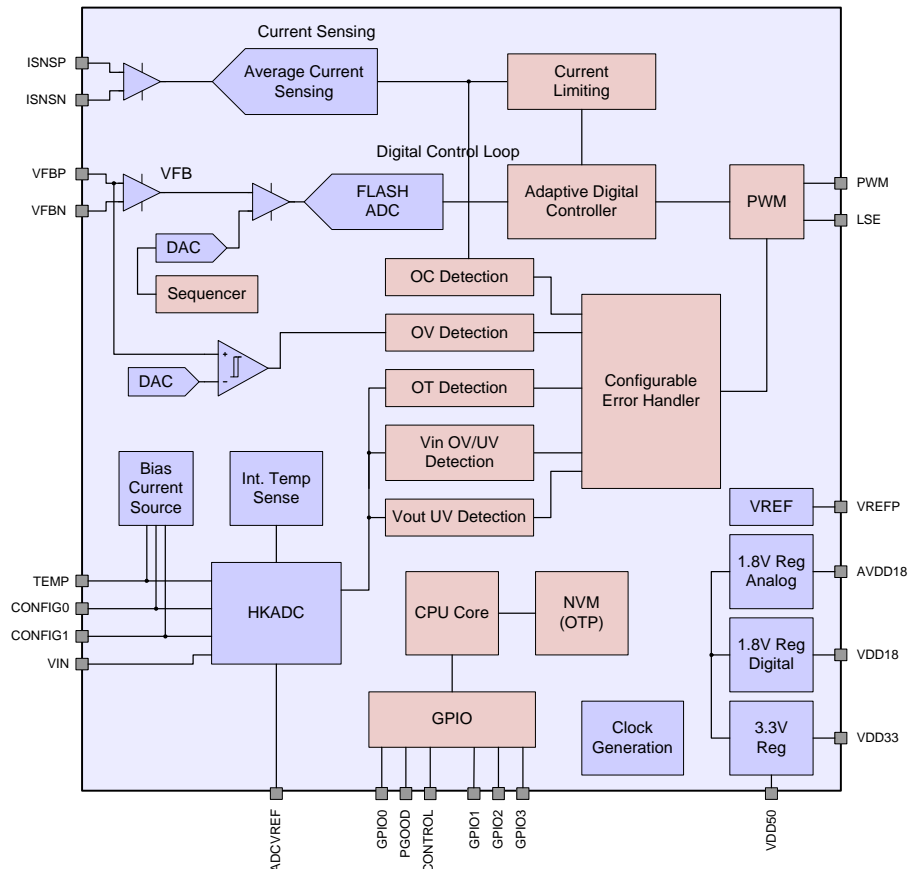 Current Sensing
ISNSP
ISNSN
Average Current
Sensing
Current
Limiting
Digital Control Loop
VFBP
VFBN
VFB
FLASH
ADC
Adaptive Digital
Controller
PWM
PWM
LSE
DAC
Sequencer
OC Detection
OV Detection
DAC
+
-
OT Detection
Configurable
Error Handler
Vin OV/UV
Detection
Vout UV Detection
Bias
Current
Source
Int. Temp
Sense
VREF
VREFP
TEMP
CONFIG0
CONFIG1
VIN
HKADC
CPU Core
NVM
(OTP)
1.8V Reg
Analog
AVDD18
1.8V Reg
Digital
VDD18
GPIO
Clock
Generation
3.3V
Reg
VDD33
ADCVREF
GPIO0
PGOOD
CONTROL
GPIO1
GPIO2
GPIO3
VDD50